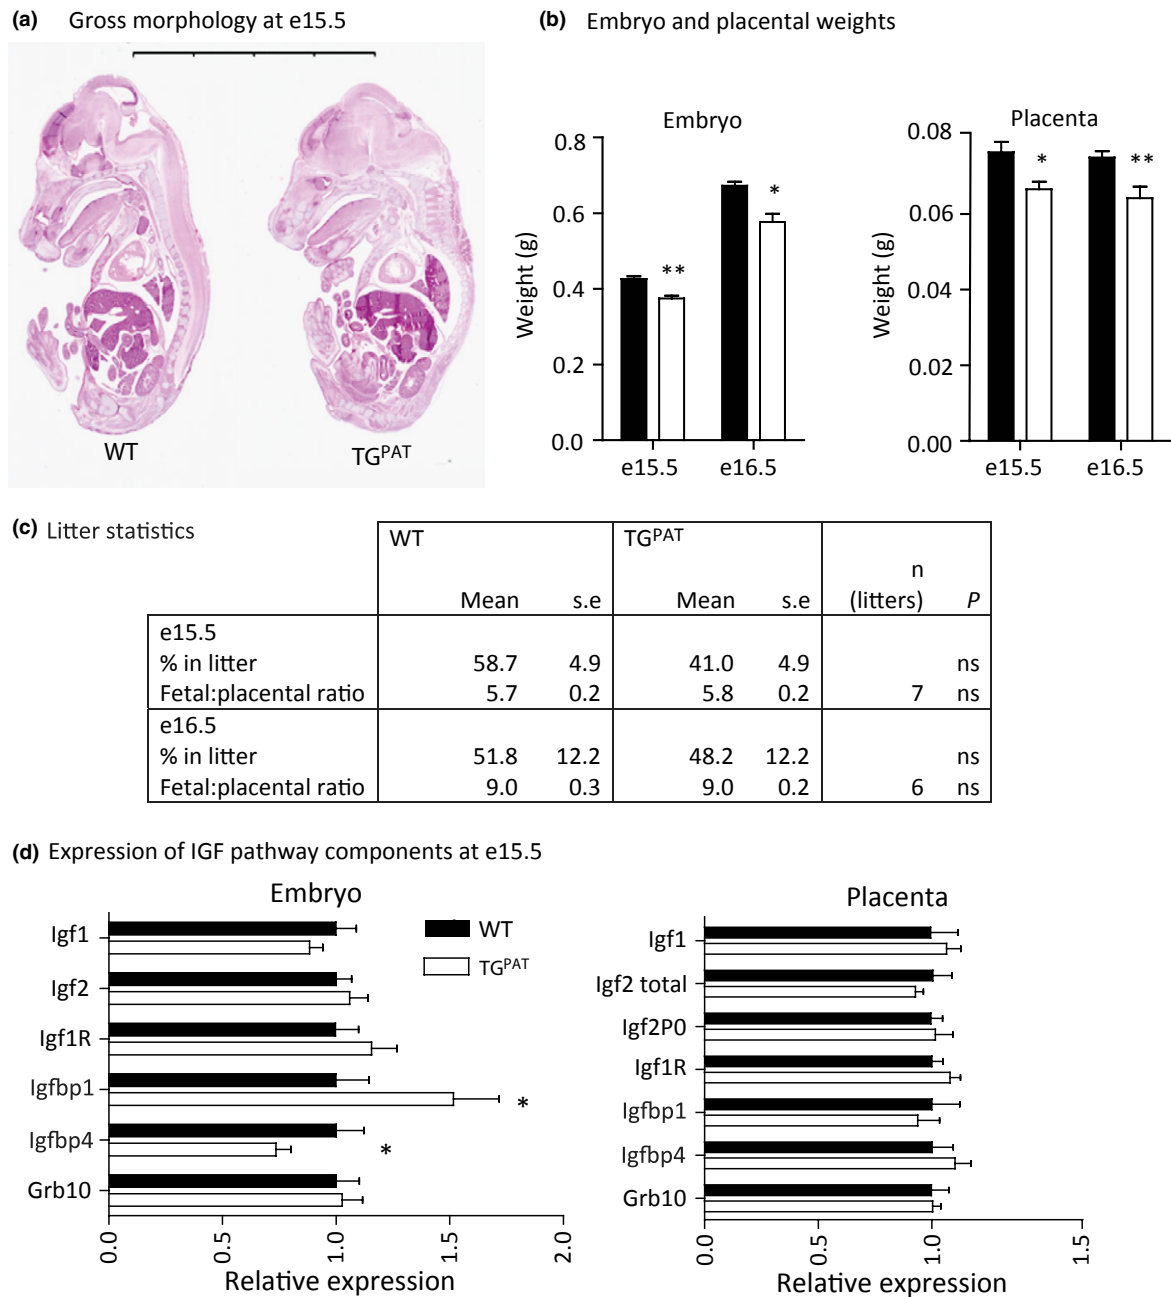 (a) Gross morphology at e15.5
WT
TGPAT
(b) Embryo and placental weights
Embryo
Weight (g)
0.8
0.6
0.4
0.2
0.0
e15.5 e16.5
**
*
Placenta
Weight (g)
0.08
0.06
0.04
0.02
0.00
e15.5 e16.5
*
**
(c) Litter statistics
WT TGPAT
n
Mean s.e Mean s.e (litters) P
e15.5
% in litter 58.7 4.9 41.0 4.9 ns
Fetal:placental ratio 5.7 0.2 5.8 0.2 7 ns
e16.5
% in litter 51.8 12.2 48.2 12.2 ns
Fetal:placental ratio 9.0 0.3 9.0 0.2 6 ns
(d) Expression of IGF pathway components at e15.5
Embryo
WT
TGPAT
Igf1
Igf2
Igf1R
Igfbp1
*
Igfbp4
*
Grb10
0.0 0.5 1.0 1.5 2.0
Relative expression
Placenta
Igf1
Igf2 total
Igf2P0
Igf1R
Igfbp1
Igfbp4
Grb10
0.0 0.5 1.0 1.5
Relative expression